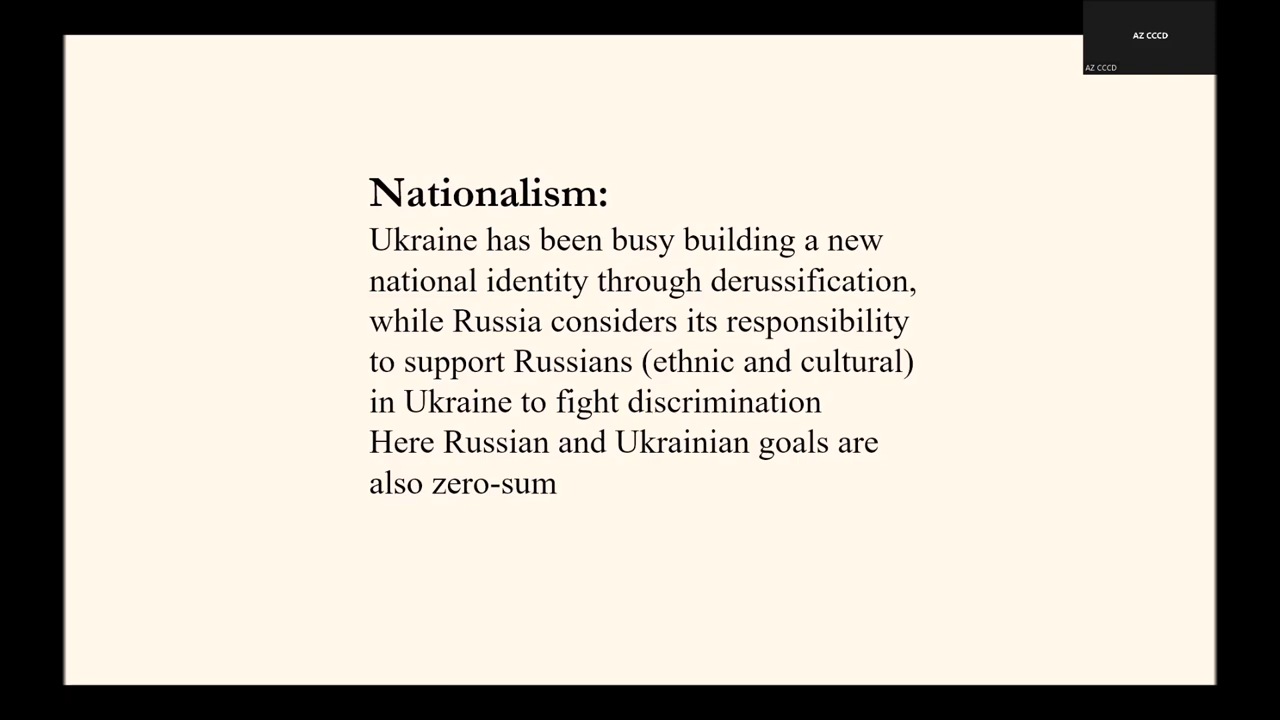 AZ CCCD
AZ CCCD
Nationalism:
Ukraine has been busy building a new
national identity through derussification,
while Russia considers its responsibility
to support Russians (ethnic and cultural)
in Ukraine to fight discrimination
Here Russian and Ukrainian goals are
also zero-sum